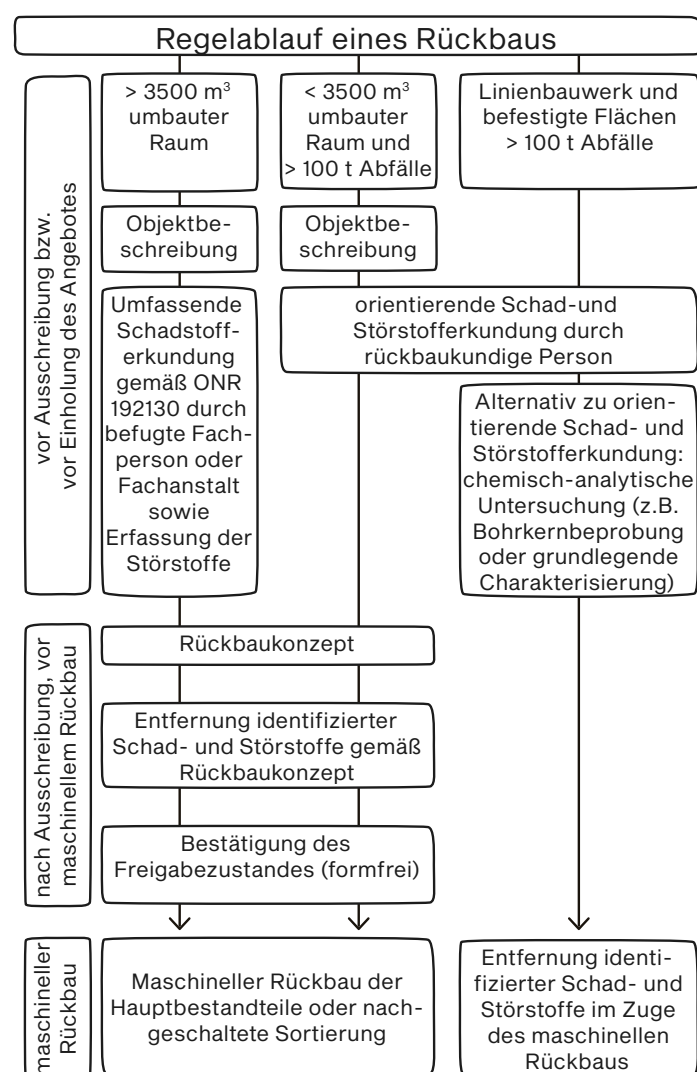 Regelablauf eines Rückbaus
vor Ausschreibung bzw.
vor Einholung des Angebotes
> 3500 m³
umbauter
Raum
< 3500 m³
umbauter
Raum und
> 100 t Abfälle
Linienbauwerk und
befestigte Flächen
> 100 t Abfälle
Objektbe-
schreibung
Objektbe-
schreibung
Umfassende
Schadstoff-
erkundung
gemäß ONR
192130 durch
befugte Fach-
person oder
Fachanstalt
sowie
Erfassung der
Störstoffe
orientierende Schad-und
Störstofferkundung durch
rückbaukundige Person
Alternativ zu orien-
tierende Schad- und
Störstofferkundung:
chemisch-analytische
Untersuchung (z.B.
Bohrkernbeprobung
oder grundlegende
Charakterisierung)
nach Ausschreibung, vor
maschinellem Rückbau
Rückbaukonzept
Entfernung identifizierter
Schad- und Störstoffe gemäß
Rückbaukonzept
Bestätigung des
Freigabezustandes (formfrei)
maschineller
Rückbau
Maschineller Rückbau der
Hauptbestandteile oder nach-
geschaltete Sortierung
Entfernung identi-
fizierter Schad- und
Störstoffe im Zuge
des maschinellen
Rückbaus